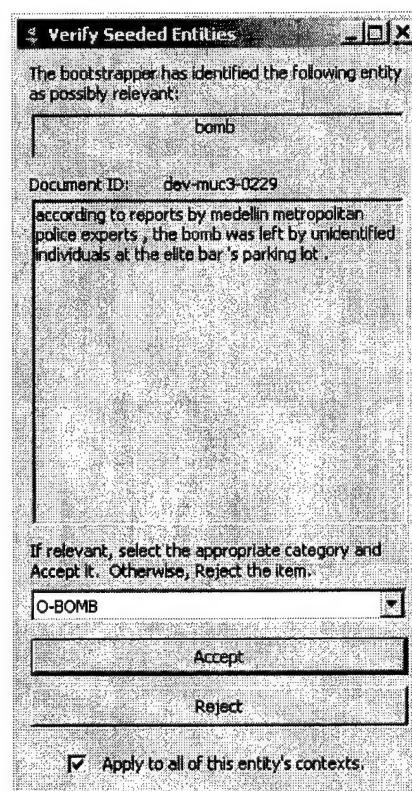 Verify Seeded Entities
The bootstrapper has identified the following entity
as possibly relevant:
bomb
Document ID: dev-muc3-0229
according to reports by medellin metropolitan
police experts , the bomb was left by unidentified
individuals at the elite bar 's parking lot .
If relevant, select the appropriate category and
Accept it. Otherwise, Reject the item.
O-BOMB
Accept
Reject
Apply to all of this entity's contexts.